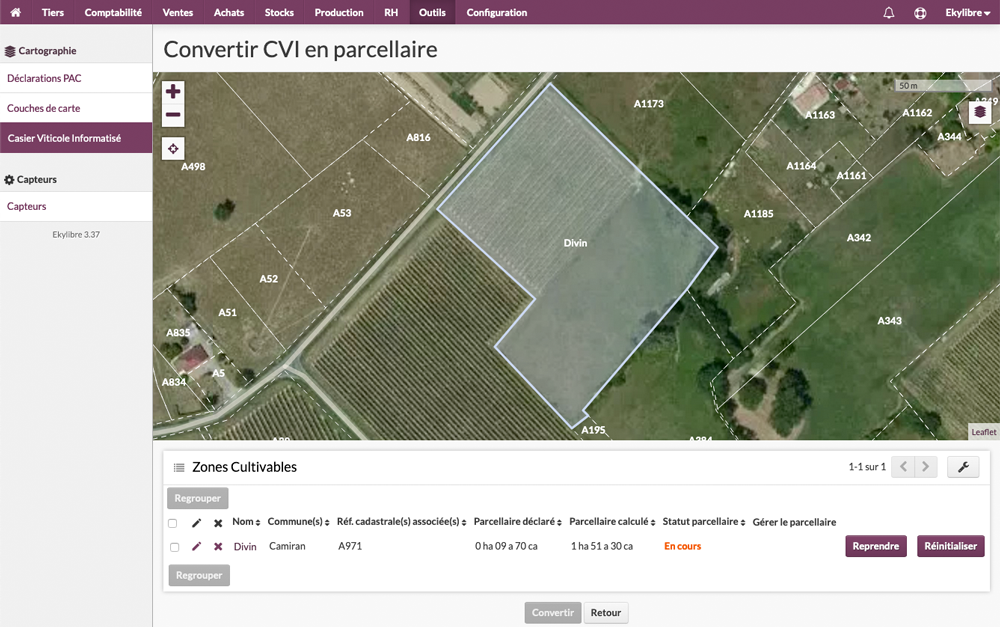 Tiers Comptabilité Ventes Achats Stocks Production RH Outils Configuration Ekylibre
Cartographie
Déclarations PAC
Couches de carte
Casier Viticole Informatisé
Capteurs
Capteurs
Ekylibre 3.37
Convertir CVI en parcellaire
50 m
A1173
A1163
A1162
A344
A816
A498
A1164
A1161
A53
A1185
Divin
A342
A52
A51
A343
A835
A5
A834
A195
Leaflet
Zones Cultivables
1-1 sur 1
Regrouper
Nom Commune(s) Réf. cadastrale(s) associée(s) Parcellaire déclaré Parcellaire calculé Statut parcellaire Gérer le parcellaire
Divin Camiran A971 0 ha 09 a 70 ca 1 ha 51 a 30 ca En cours Reprendre Réinitialiser
Regrouper
Convertir Retour